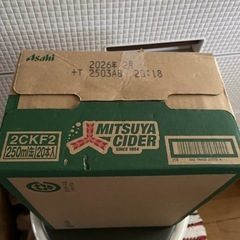 Asahi
2026年 2月
+T 2503AB 20:18
2CKF2
250ml缶(20本入)
MITSUYA
CIDER
SINCE 1884